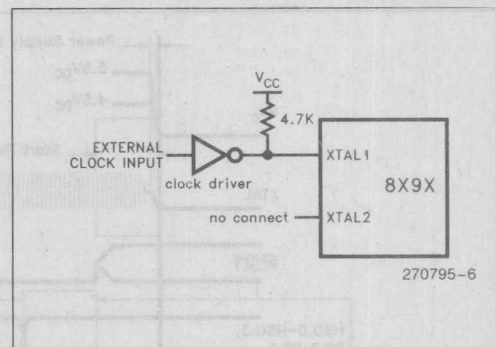 VCC
4.7K
EXTERNAL
CLOCK INPUT
clock driver
XTAL1
8X9X
no connect
XTAL2
270795-6